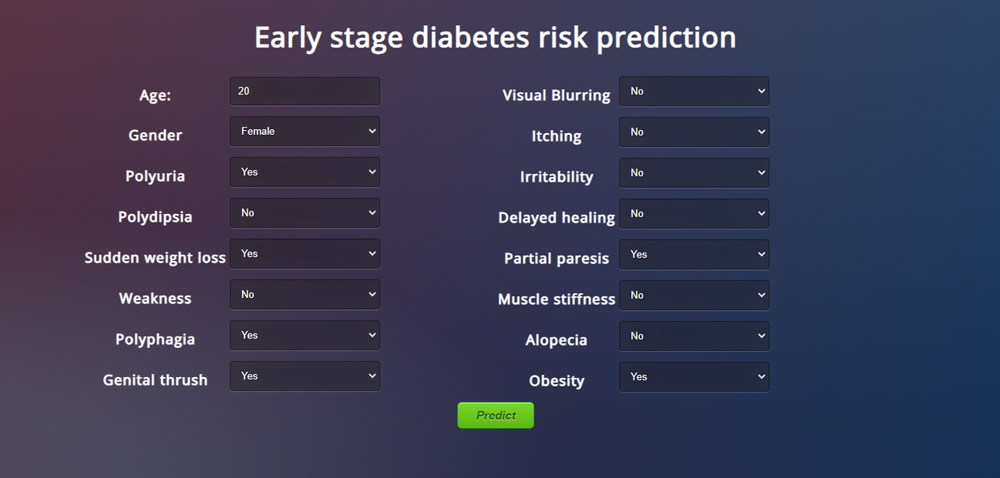 Early stage diabetes risk prediction
Age: 20
Gender Female
Polyuria Yes
Polydipsia No
Sudden weight loss Yes
Weakness No
Polyphagia Yes
Genital thrush Yes
Visual Blurring No
Itching No
Irritability No
Delayed healing No
Partial paresis Yes
Muscle stiffness No
Alopecia No
Obesity Yes
Predict